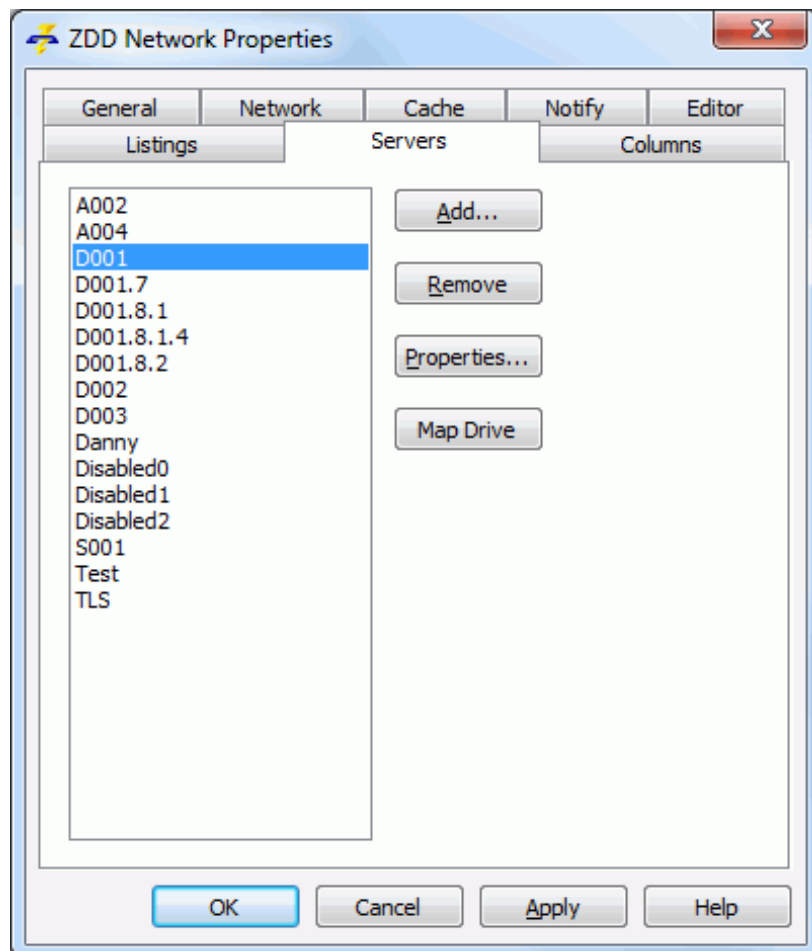 ZDD Network Properties
X
General Network Cache Notify Editor
Listings Servers Columns
A002
A004
D001
D001.7
D001.8.1
D001.8.1.4
D001.8.2
D002
D003
Danny
Disabled0
Disabled1
Disabled2
S001
Test
TLS
Add...
Remove
Properties...
Map Drive
OK Cancel Apply Help